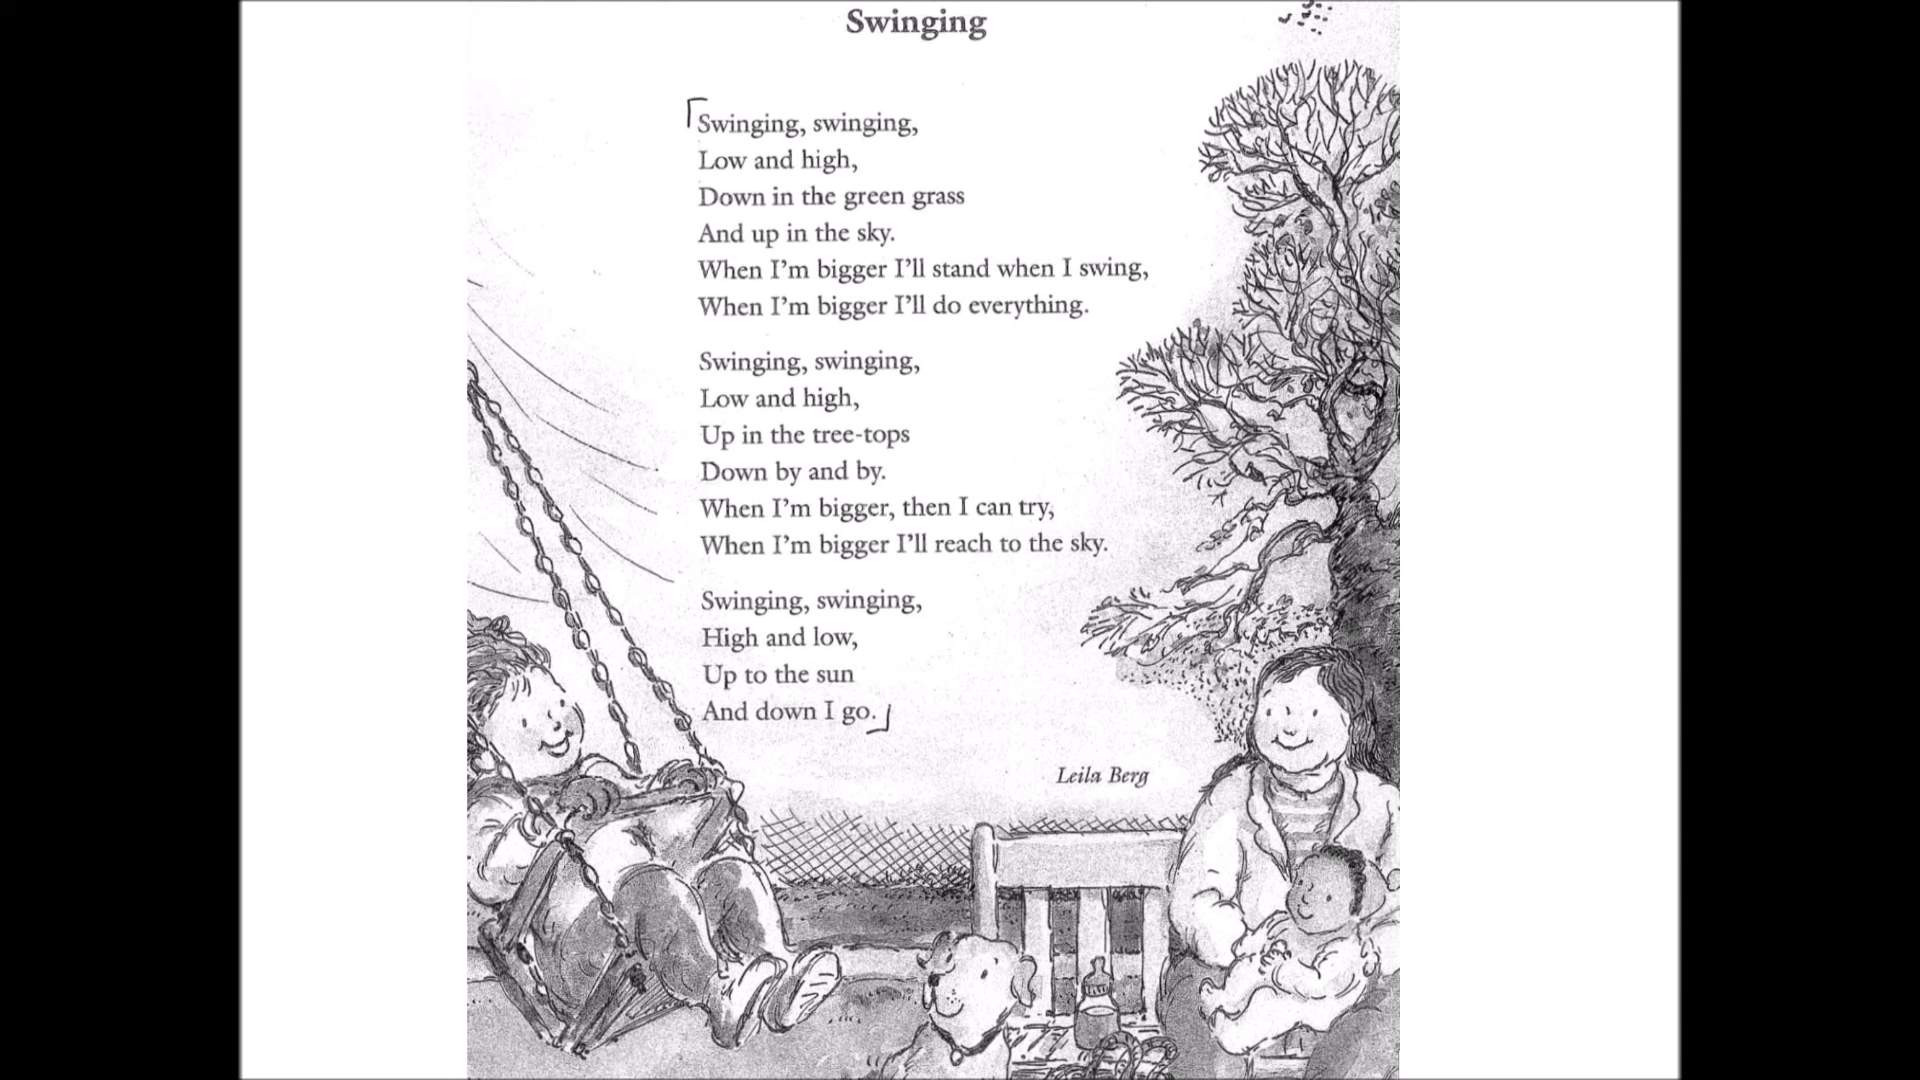 Swinging
Swinging, swinging,
Low and high,
Down in the green grass
And up in the sky.
When I'm bigger I'll stand when I swing,
When I'm bigger I'll do everything.
Swinging, swinging,
Low and high,
Up in the tree-tops
Down by and by.
When I'm bigger, then I can try,
When I'm bigger I'll reach to the sky.
Swinging, swinging,
High and low,
Up to the sun
And down I go.
Leila Berg